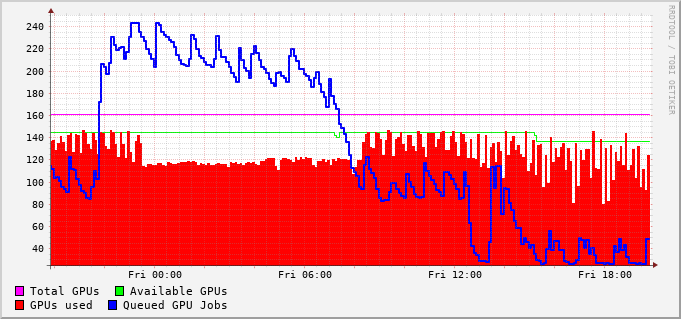 240
220
200
180
160
140
120
100
80
60
40
Fri 00:00 Fri 06:00 Fri 12:00 Fri 18:00
Total GPUs Available GPUs
GPUs used Queued GPU Jobs
RRDTOOL / TOBI OETIKER